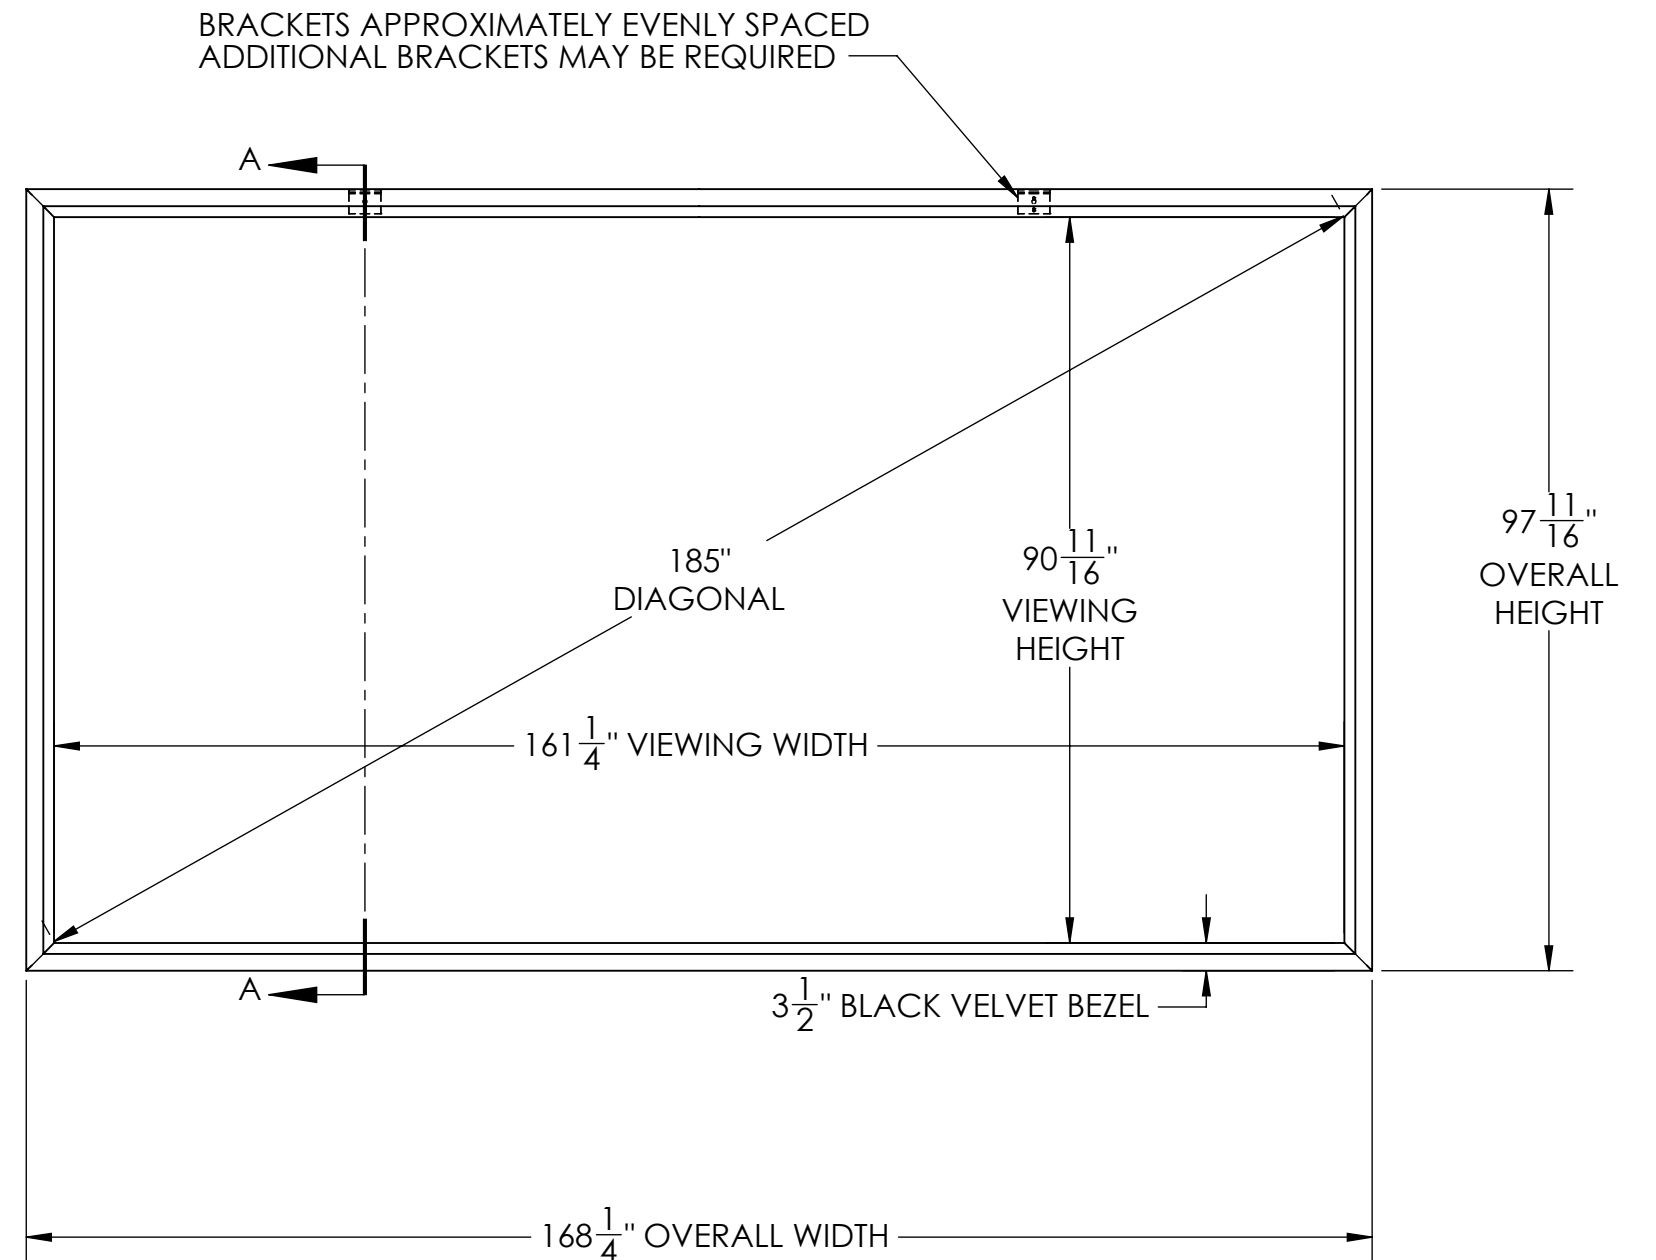 BRACKETS APPROXIMATELY EVENLY SPACED
ADDITIONAL BRACKETS MAY BE REQUIRED
A
185"
DIAGONAL
90 11/16"
VIEWING
HEIGHT
97 11/16"
OVERALL
HEIGHT
161 1/4" VIEWING WIDTH
A
3 1/2" BLACK VELVET BEZEL
168 1/4" OVERALL WIDTH